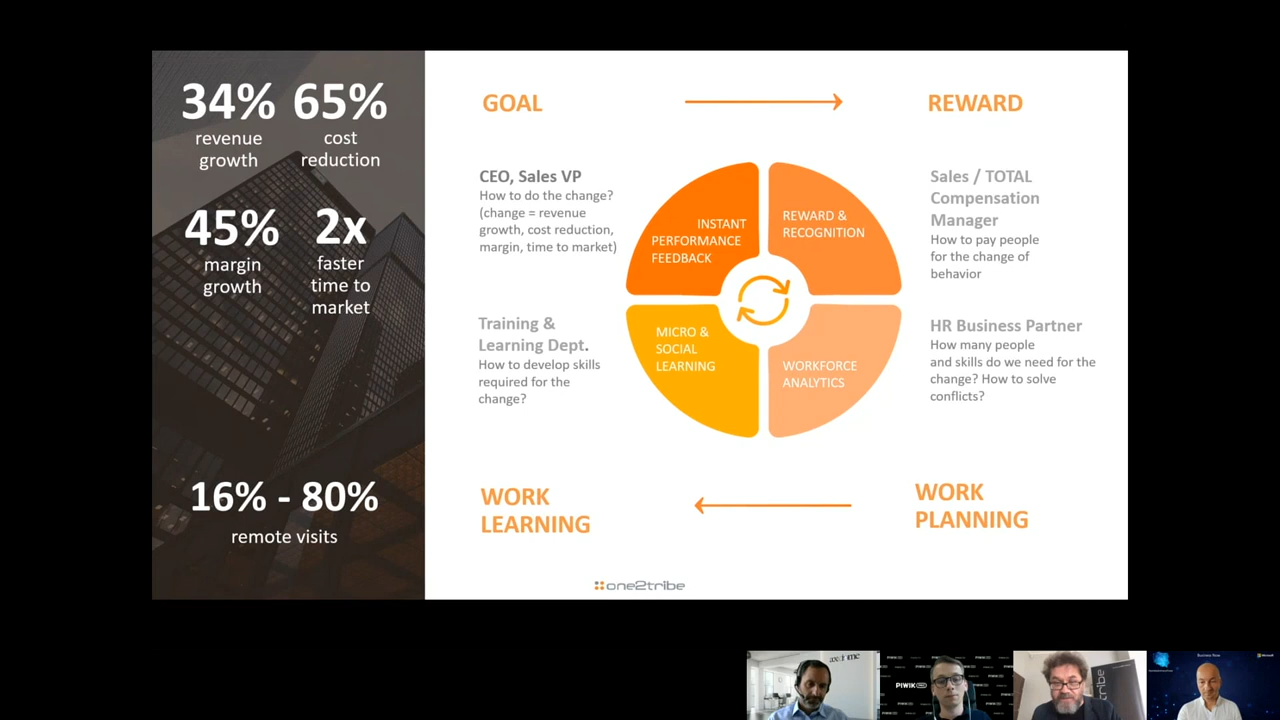 34% 65%
revenue growth
cost reduction
45% 2x
margin growth
faster time to market
16% - 80%
remote visits
GOAL
REWARD
CEO, Sales VP
How to do the change?
(change = revenue
growth, cost reduction,
margin, time to market)
INSTANT
PERFORMANCE
FEEDBACK
REWARD &
RECOGNITION
Sales / TOTAL
Compensation
Manager
How to pay people
for the change of
behavior
Training &
Learning Dept.
How to develop skills
required for the
change?
MICRO &
SOCIAL
LEARNING
WORKFORCE
ANALYTICS
HR Business Partner
How many people
and skills do we need for the
change? How to solve
conflicts?
WORK
LEARNING
WORK
PLANNING
one2tribe
PIWIK PRO
Microsoft